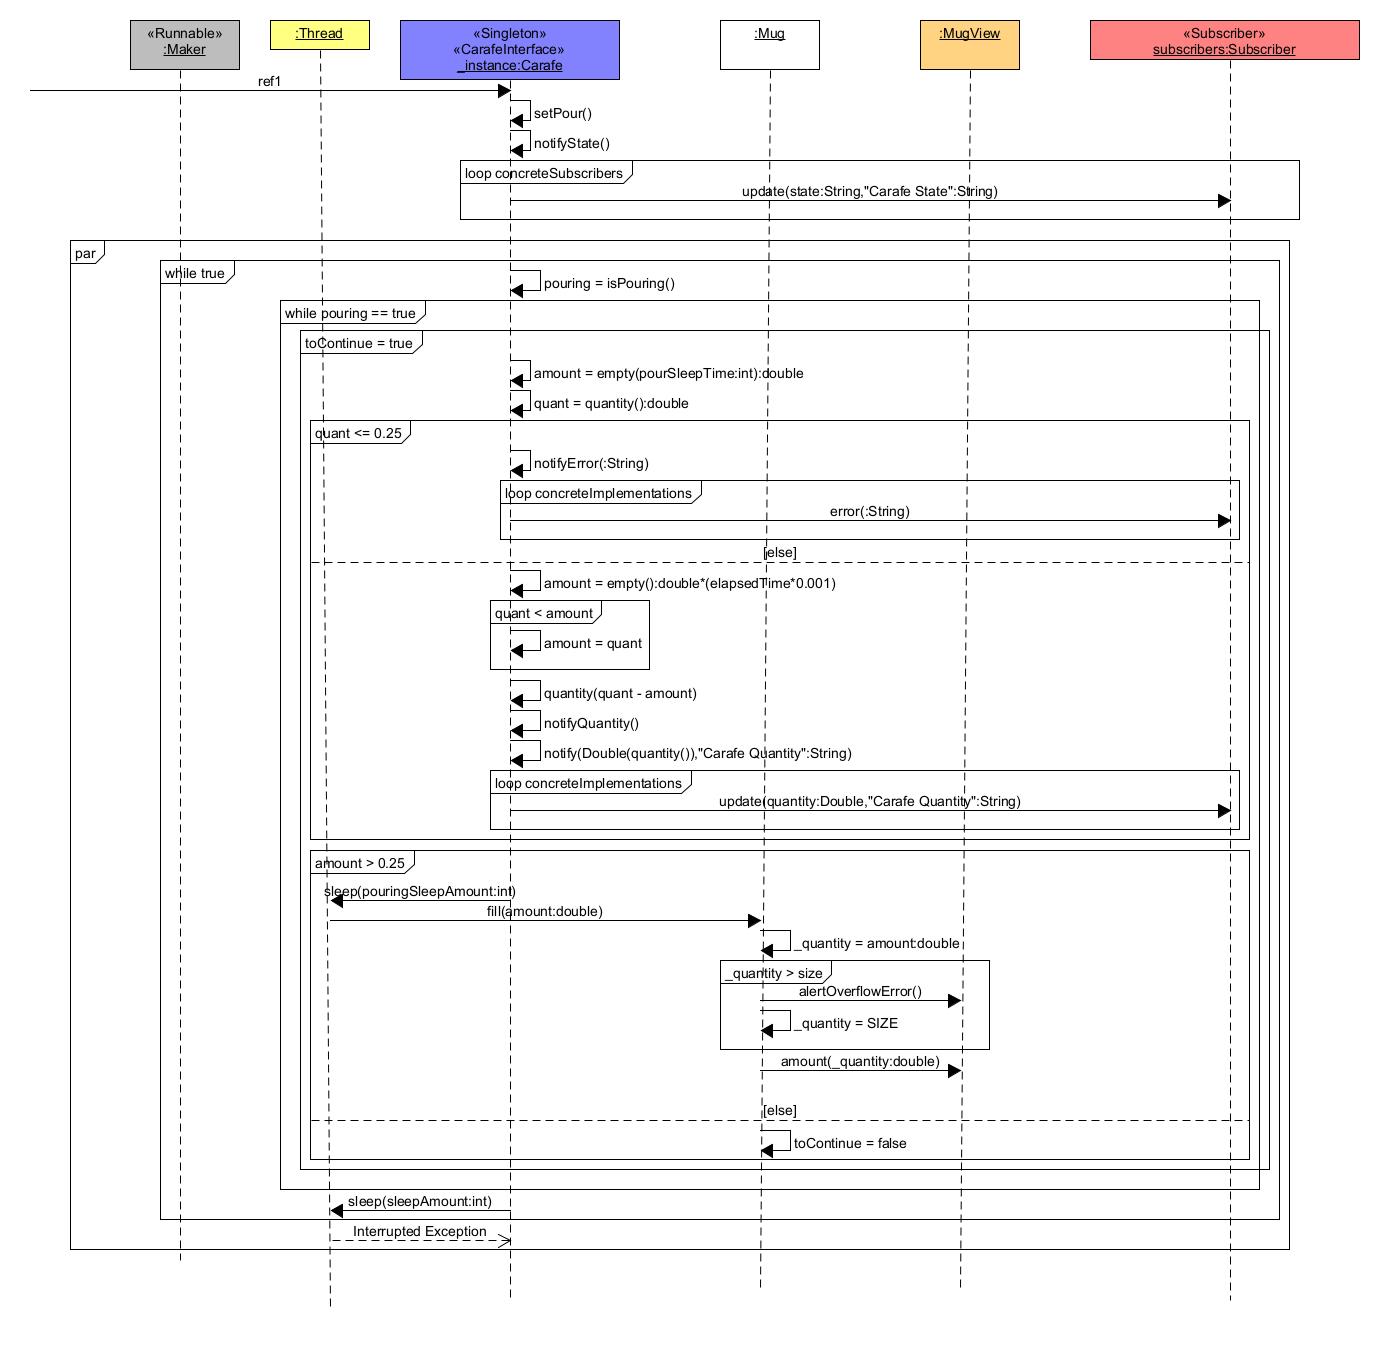 «Runnable»
:Maker
:Thread
«Singleton»
«CarafeInterface»
_instance:Carafe
:Mug
:MugView
«Subscriber»
subscribers:Subscriber
ref1
setPour()
notifyState()
loop concreteSubscribers
update(state:String,"Carafe State":String)
par
while true
pouring = isPouring()
while pouring == true
toContinue = true
amount = empty(pourSleepTime:int):double
quant = quantity():double
quant <= 0.25
notifyError(:String)
loop concreteImplementations
error(:String)
[else]
amount = empty():double*(elapsedTime*0.001)
quant < amount
amount = quant
quantity(quant - amount)
notifyQuantity()
notify(Double(quantity()),"Carafe Quantity":String)
loop concreteImplementations
update(quantity:Double,"Carafe Quantity":String)
amount > 0.25
sleep(pouringSleepAmount:int)
fill(amount:double)
_quantity = amount:double
_quantity > size
alertOverflowError()
_quantity = SIZE
amount(_quantity:double)
[else]
toContinue = false
sleep(sleepAmount:int)
Interrupted Exception